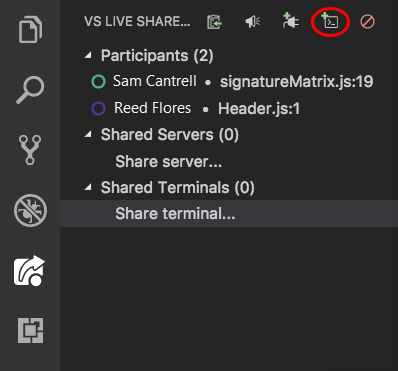 VS LIVE SHARE...
Participants (2)
Sam Cantrell • signatureMatrix.js:19
Reed Flores • Header.js:1
Shared Servers (0)
Share server...
Shared Terminals (0)
Share terminal...